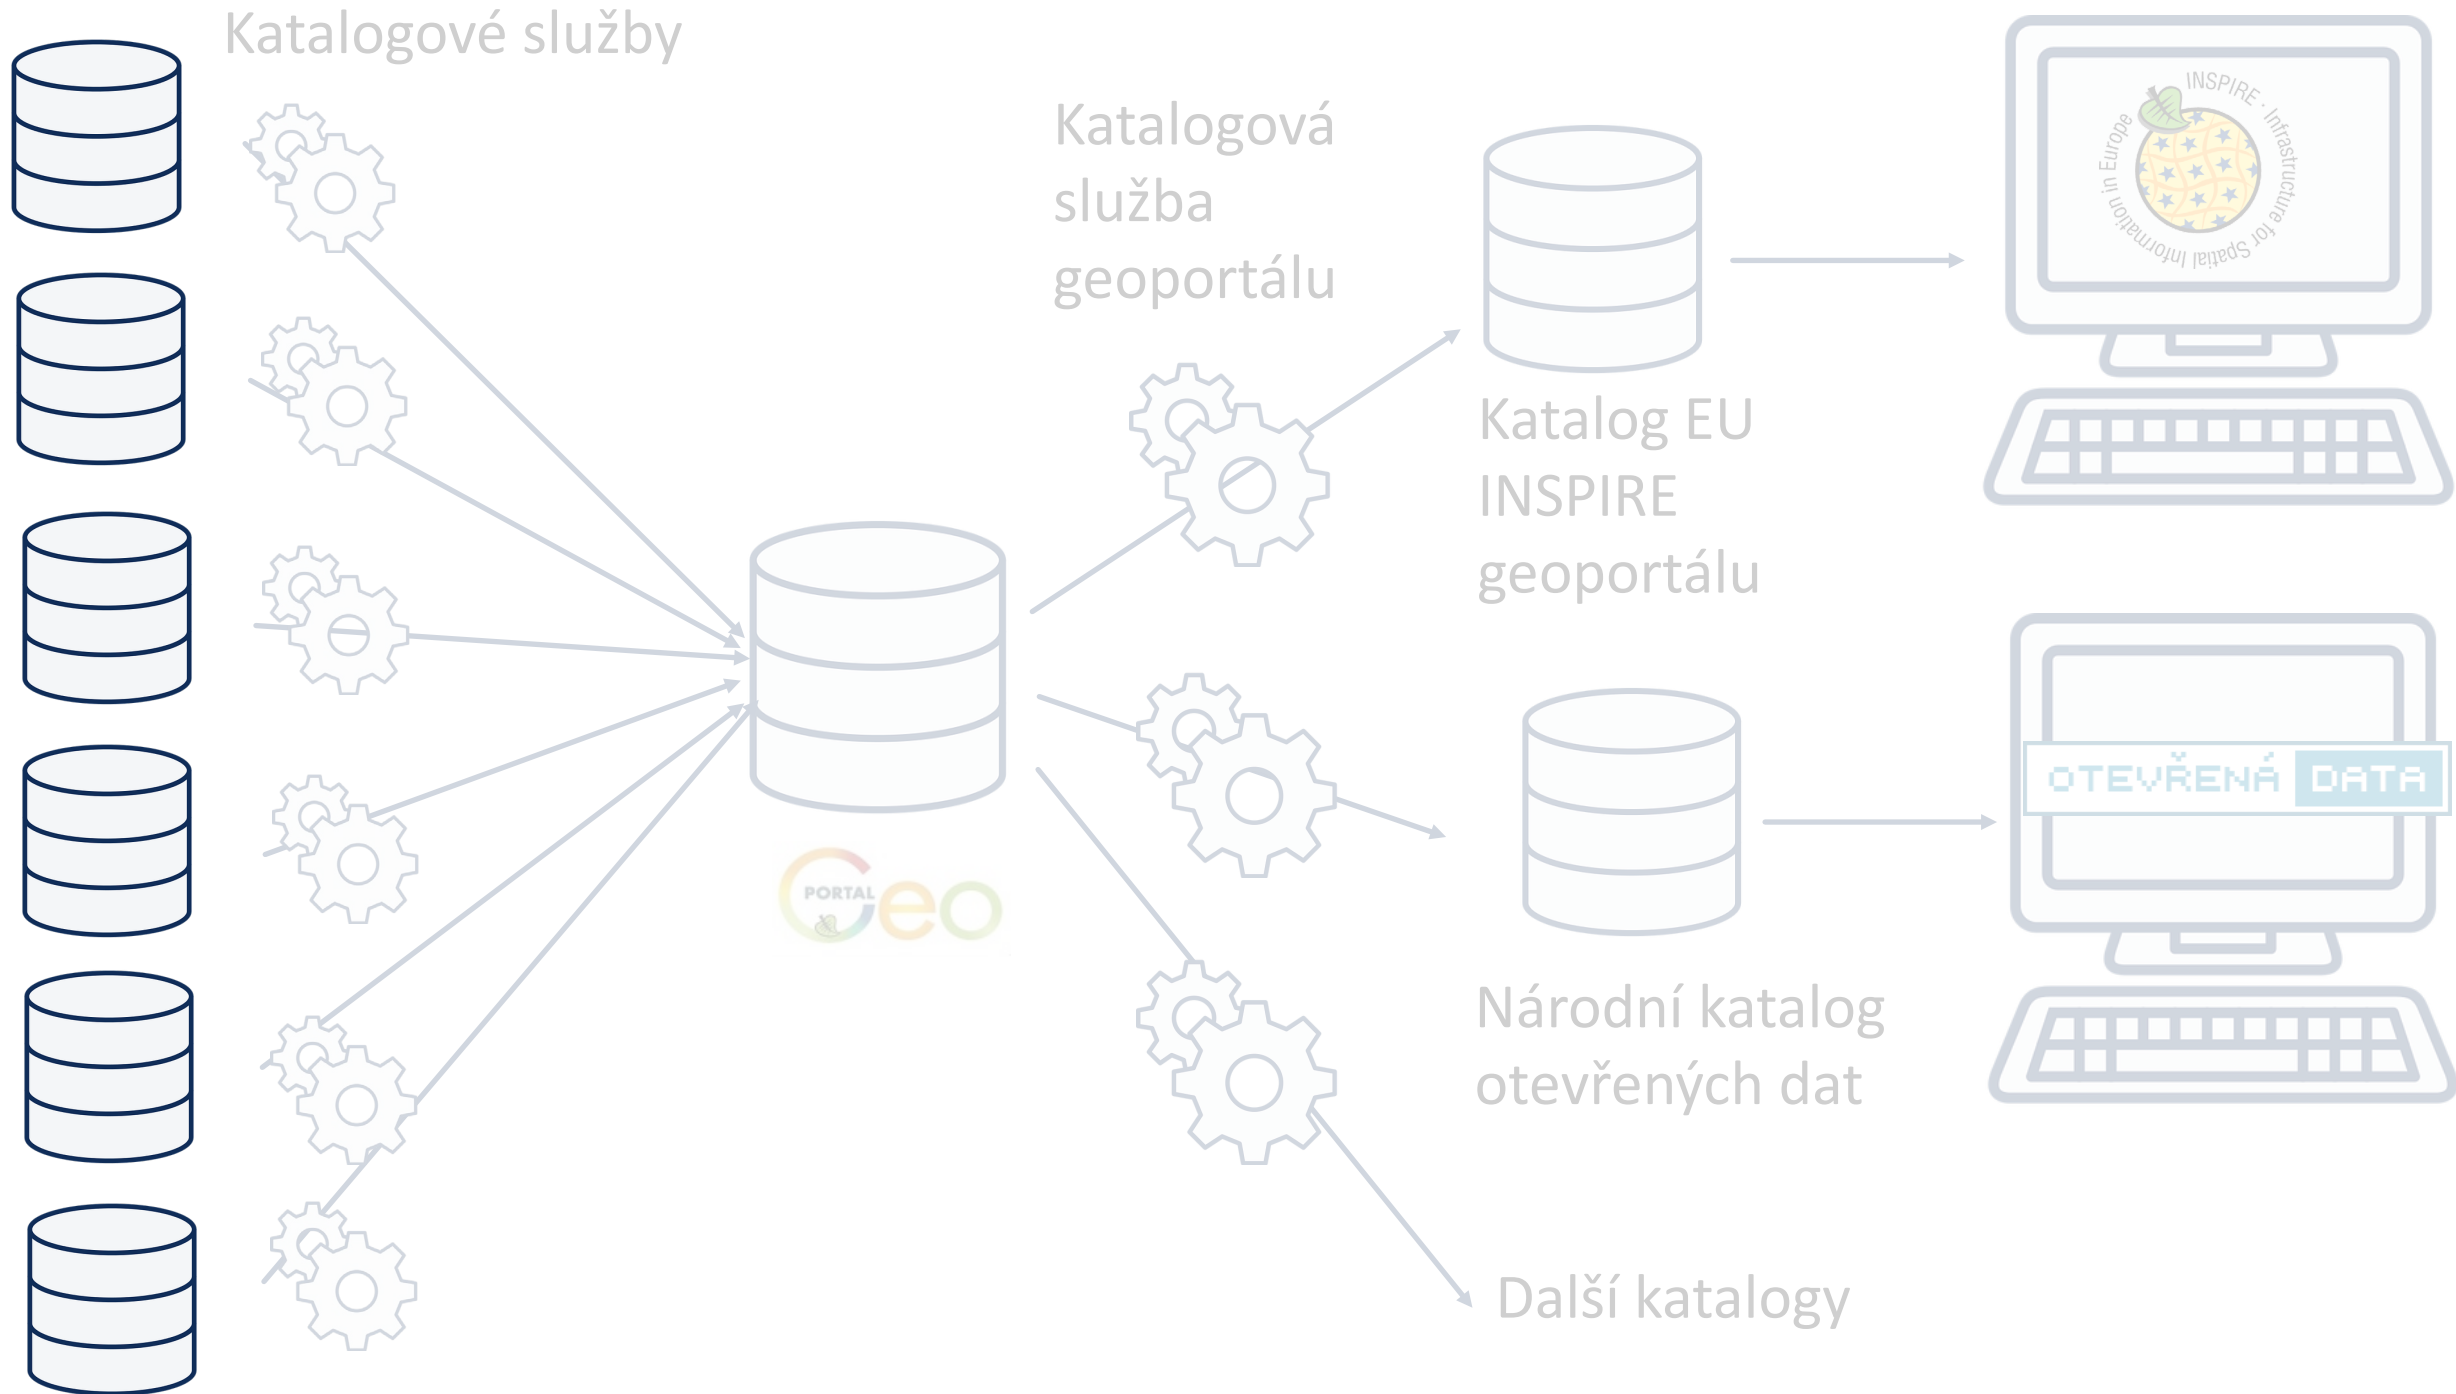 Katalogové služby
Katalogová
služba
geoportálu
INSPIRE · Infrastructure for Spatial Information in Europe
Katalog EU
INSPIRE
geoportálu
OTEVŘENÁ DATA
PORTAL
Geo
Národní katalog
otevřených dat
Další katalogy